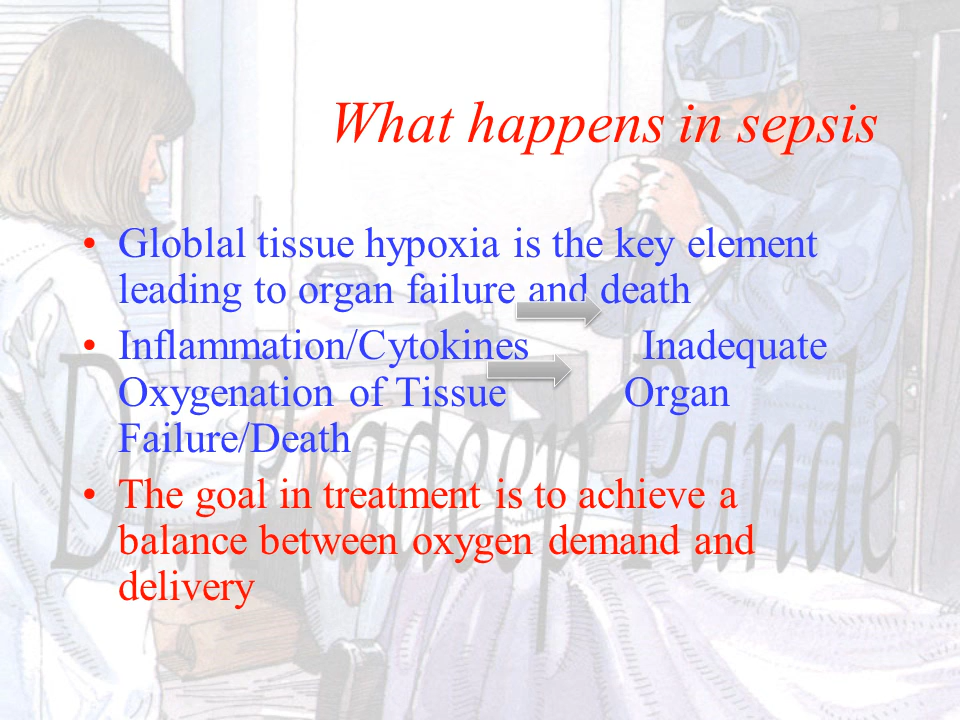 What happens in sepsis
• Globlal tissue hypoxia is the key element
leading to organ failure and death
• Inflammation/Cytokines Inadequate
Oxygenation of Tissue Organ
Failure/Death
• The goal in treatment is to achieve a
balance between oxygen demand and
delivery
Dr. Pradeep Pande